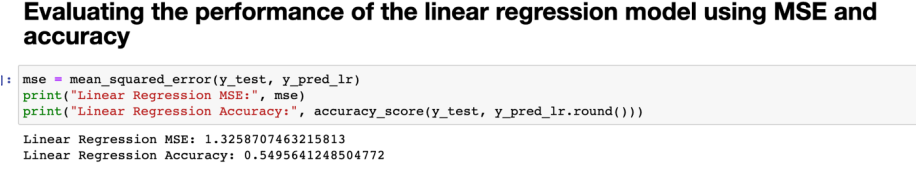 Evaluating the performance of the linear regression model using MSE and
accuracy
]: mse = mean_squared_error(y_test, y_pred_lr)
print("Linear Regression MSE:", mse)
print("Linear Regression Accuracy:", accuracy_score(y_test, y_pred_lr.round()))
Linear Regression MSE: 1.3258707463215813
Linear Regression Accuracy: 0.5495641248504772